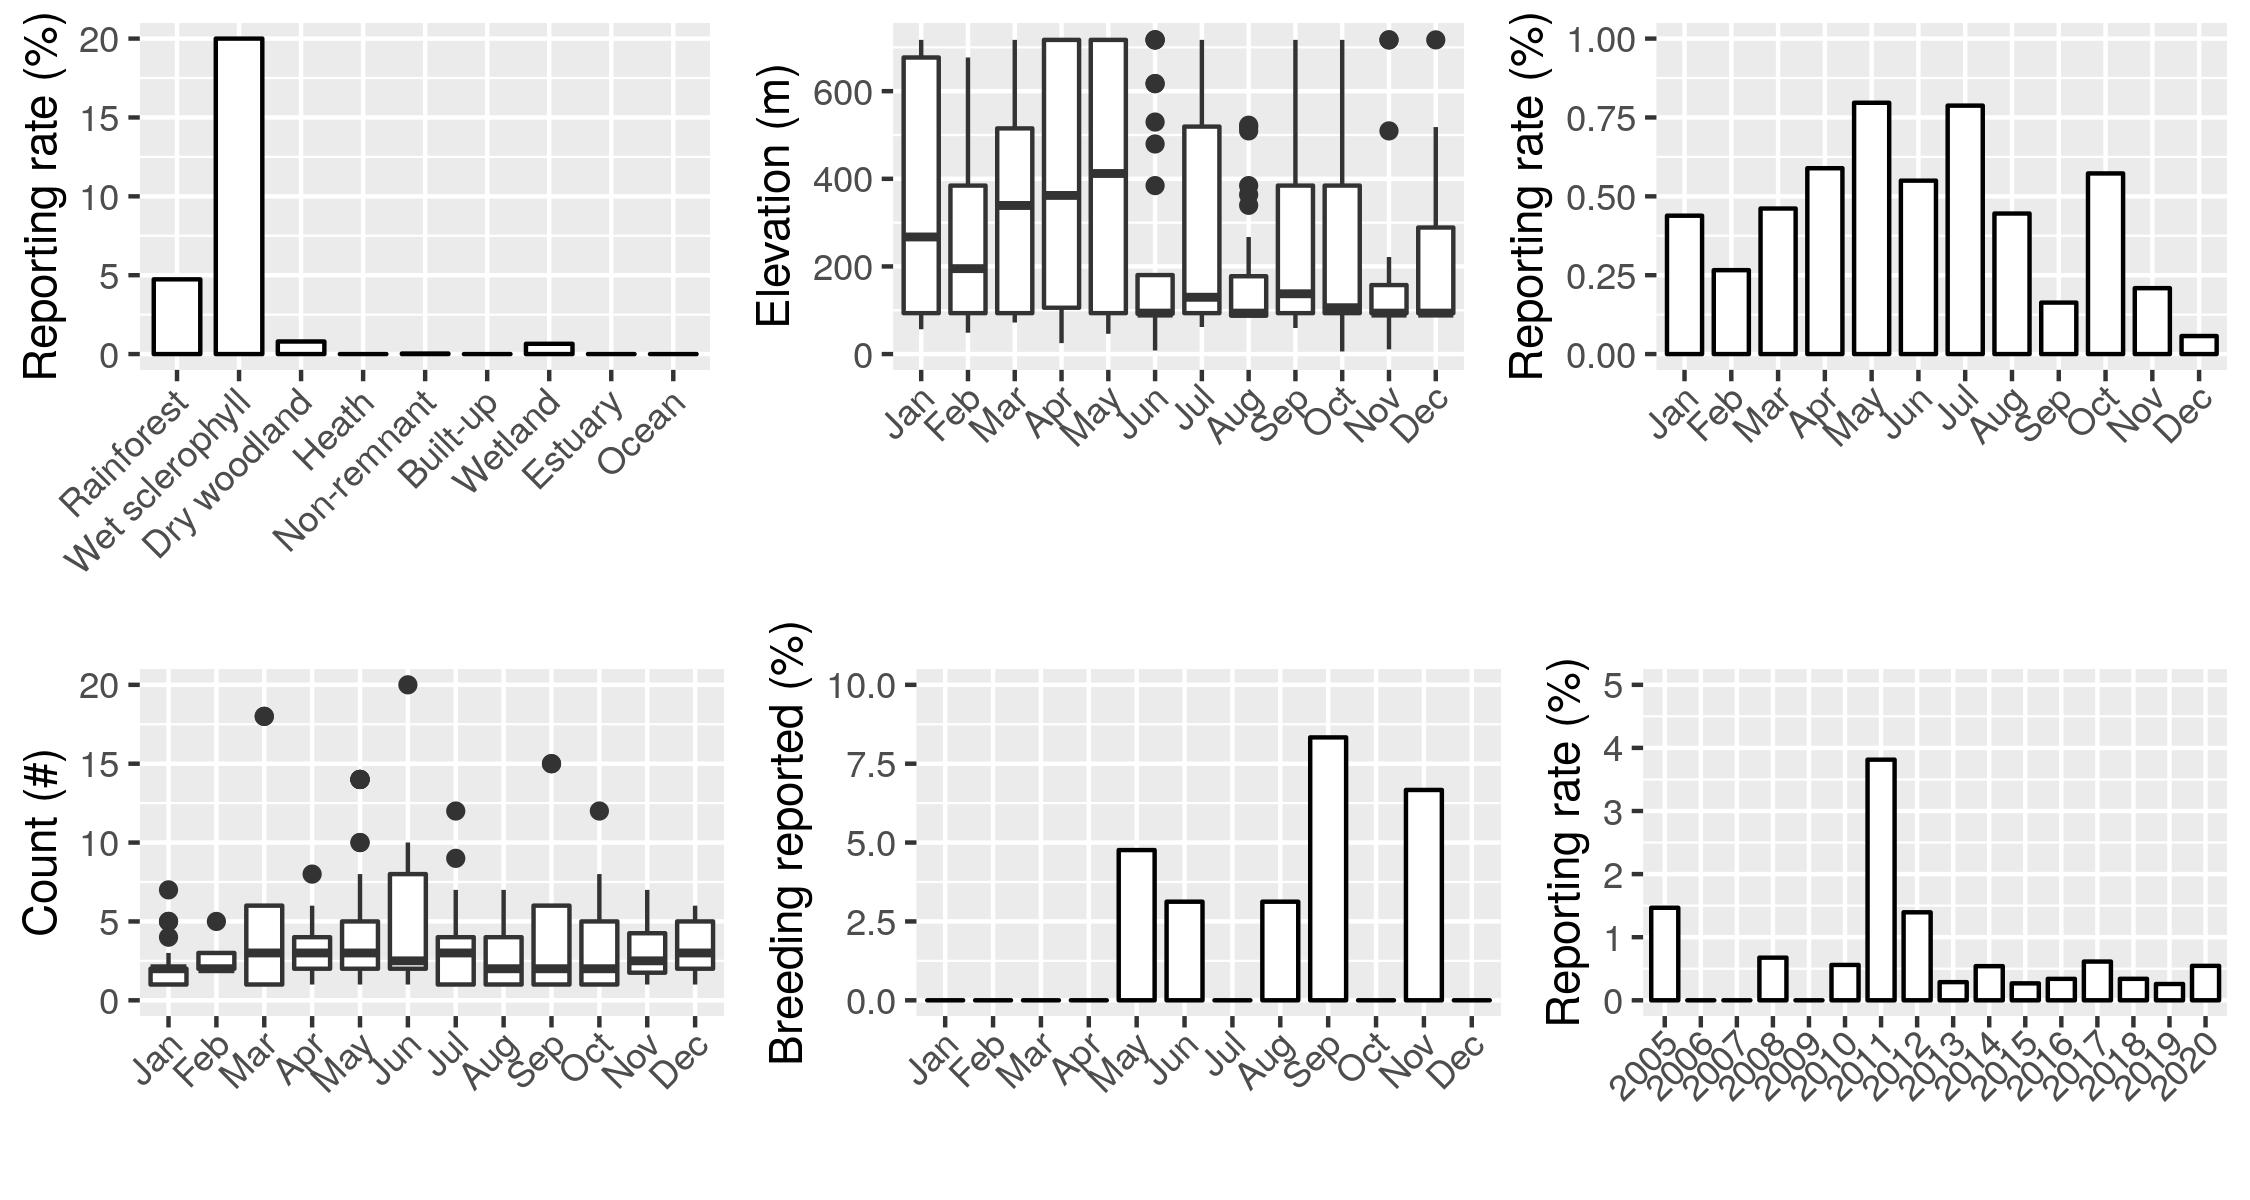 Reporting rate (%)
20
15
10
5
0
Rainforest
Wet sclerophyll
Dry woodland
Heath
Non-remnant
Built-up
Wetland
Estuary
Ocean
Elevation (m)
600
400
200
0
Jan
Feb
Mar
Apr
May
Jun
Jul
Aug
Sep
Oct
Nov
Dec
Reporting rate (%)
1.00
0.75
0.50
0.25
0.00
Jan
Feb
Mar
Apr
May
Jun
Jul
Aug
Sep
Oct
Nov
Dec
Count (#)
20
15
10
5
0
Jan
Feb
Mar
Apr
May
Jun
Jul
Aug
Sep
Oct
Nov
Dec
Breeding reported (%)
10.0
7.5
5.0
2.5
0.0
Jan
Feb
Mar
Apr
May
Jun
Jul
Aug
Sep
Oct
Nov
Dec
Reporting rate (%)
5
4
3
2
1
0
2005
2006
2007
2008
2009
2010
2011
2012
2013
2014
2015
2016
2017
2018
2019
2020